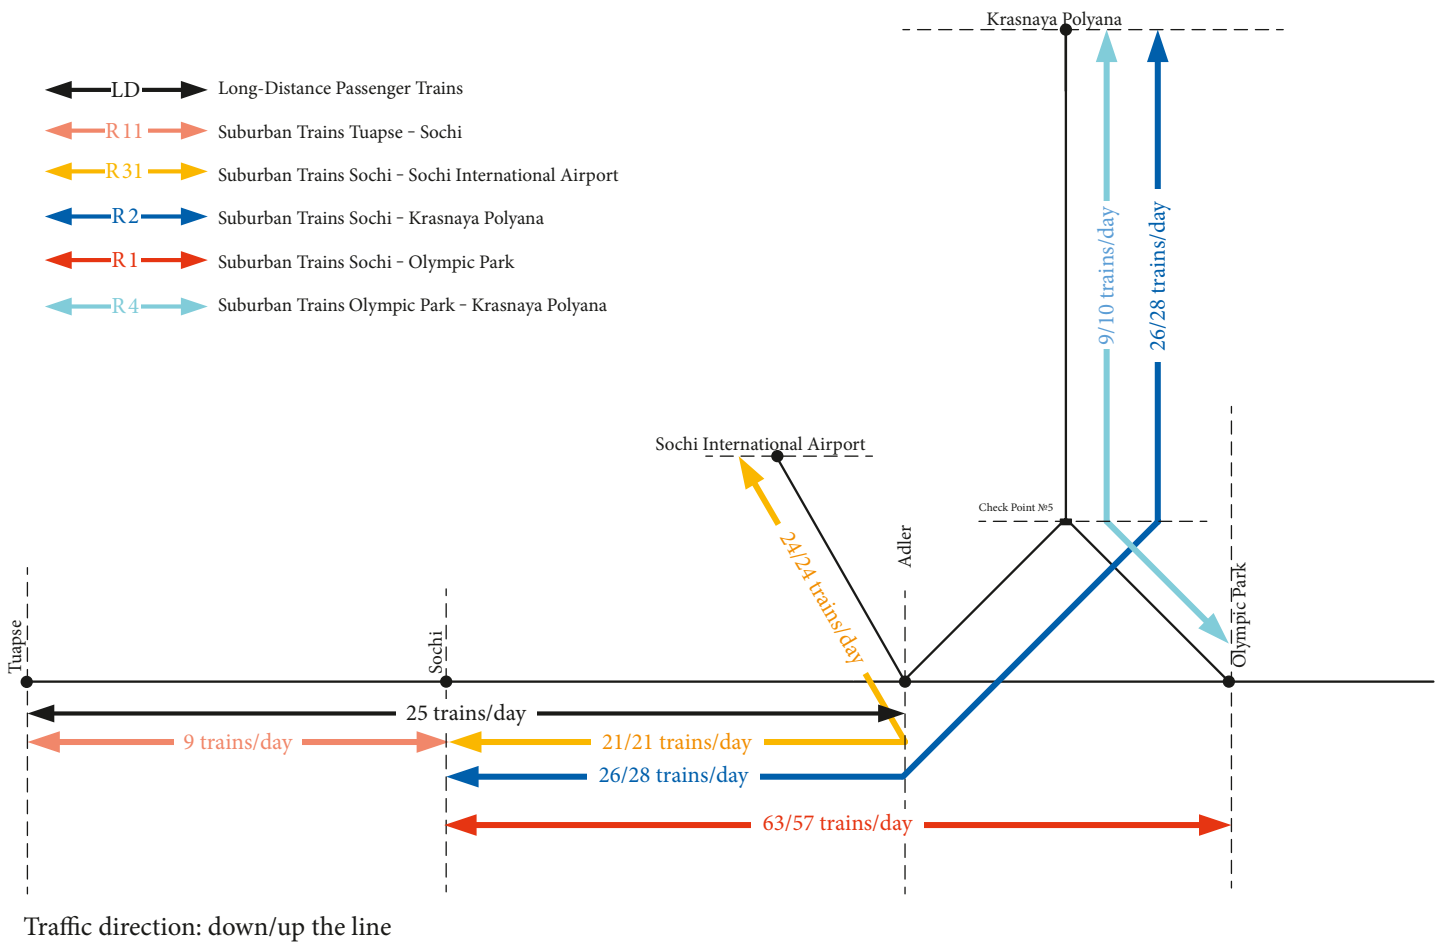 Krasnaya Polyana
LD
Long-Distance Passenger Trains
R11
Suburban Trains Tuapse – Sochi
R31
Suburban Trains Sochi – Sochi International Airport
R2
Suburban Trains Sochi – Krasnaya Polyana
R1
Suburban Trains Sochi – Olympic Park
R4
Suburban Trains Olympic Park – Krasnaya Polyana
9/10 trains/day
26/28 trains/day
Sochi International Airport
Check Point №5
24/24 trains/day
Adler
Tuapse
Sochi
Olympic Park
25 trains/day
9 trains/day
21/21 trains/day
26/28 trains/day
63/57 trains/day
Traffic direction: down/up the line